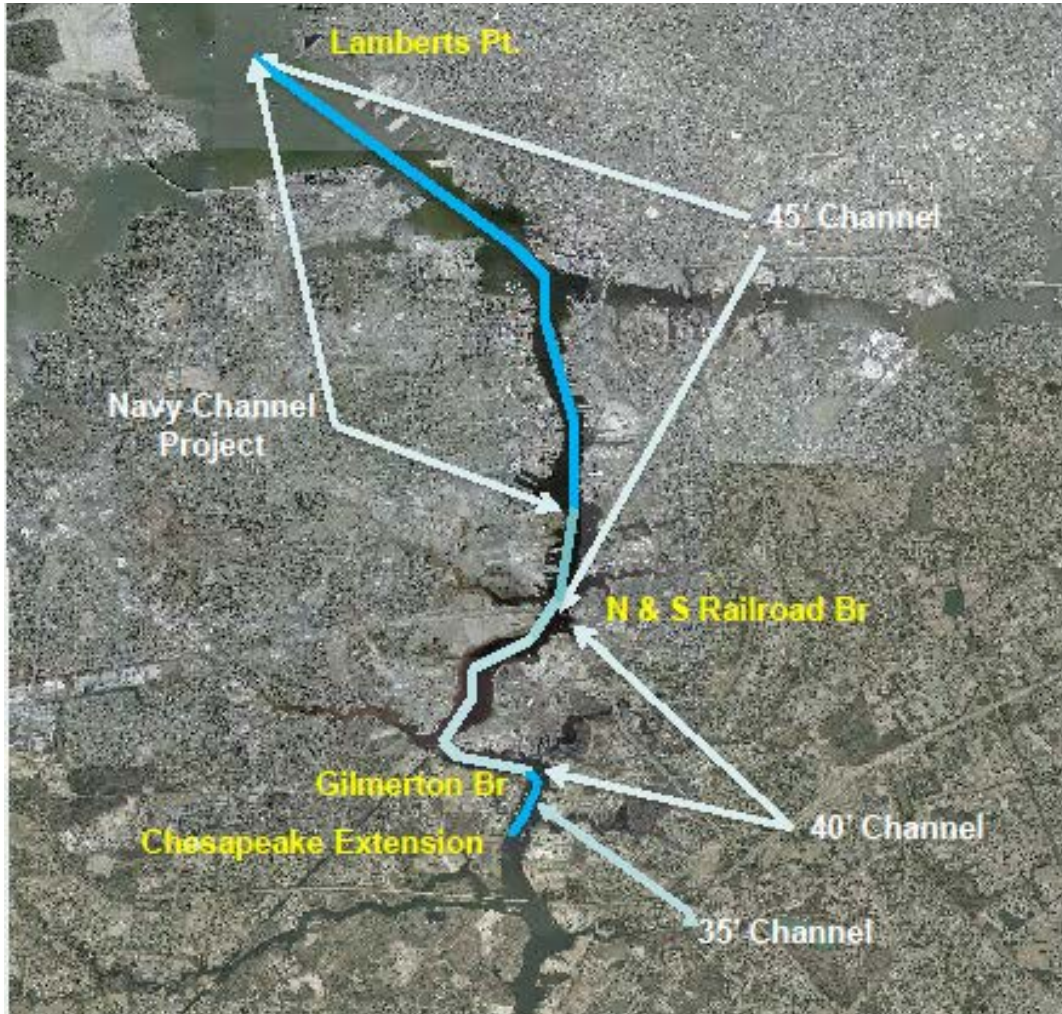 Lamberts Pt.
45' Channel
Navy Channel
Project
N & S Railroad Br
Gilmerton Br
40' Channel
Chesapeake Extension
35' Channel